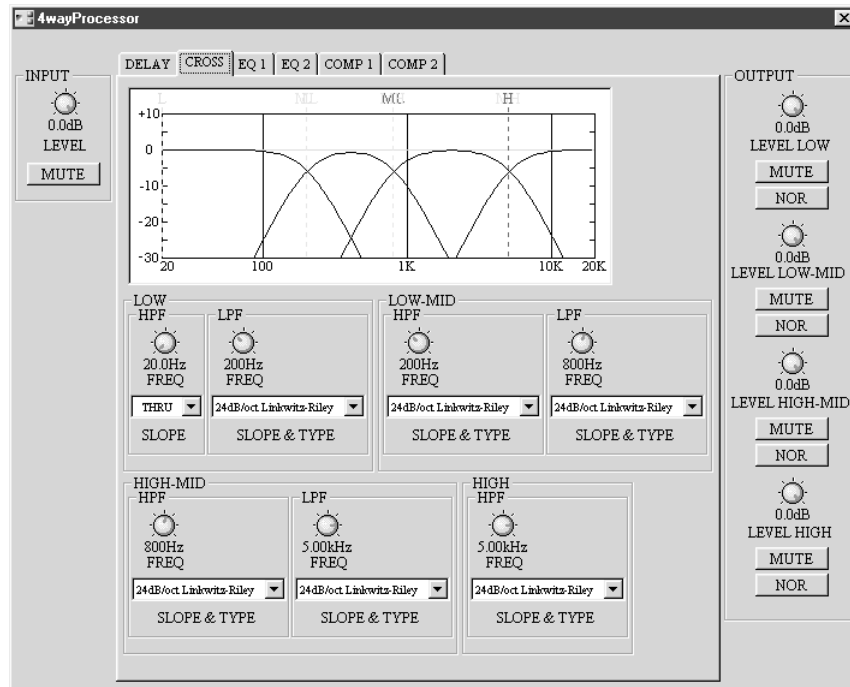 4wayProcessor
DELAY CROSS EQ 1 EQ 2 COMP 1 COMP 2
INPUT
0.0dB
LEVEL
MUTE
L H
+10
0
-10
-20
-30
20 100 1K 10K 20K
LOW
HPF
20.0Hz
FREQ
THRU
SLOPE
LPF
200Hz
FREQ
24dB/oct Linkwitz-Riley
SLOPE & TYPE
LOW-MID
HPF
200Hz
FREQ
24dB/oct Linkwitz-Riley
SLOPE & TYPE
LPF
800Hz
FREQ
24dB/oct Linkwitz-Riley
SLOPE & TYPE
HIGH-MID
HPF
800Hz
FREQ
24dB/oct Linkwitz-Riley
SLOPE & TYPE
LPF
5.00kHz
FREQ
24dB/oct Linkwitz-Riley
SLOPE & TYPE
HIGH
HPF
5.00kHz
FREQ
24dB/oct Linkwitz-Riley
SLOPE & TYPE
OUTPUT
0.0dB
LEVEL LOW
MUTE
NOR
0.0dB
LEVEL LOW-MID
MUTE
NOR
0.0dB
LEVEL HIGH-MID
MUTE
NOR
0.0dB
LEVEL HIGH
MUTE
NOR